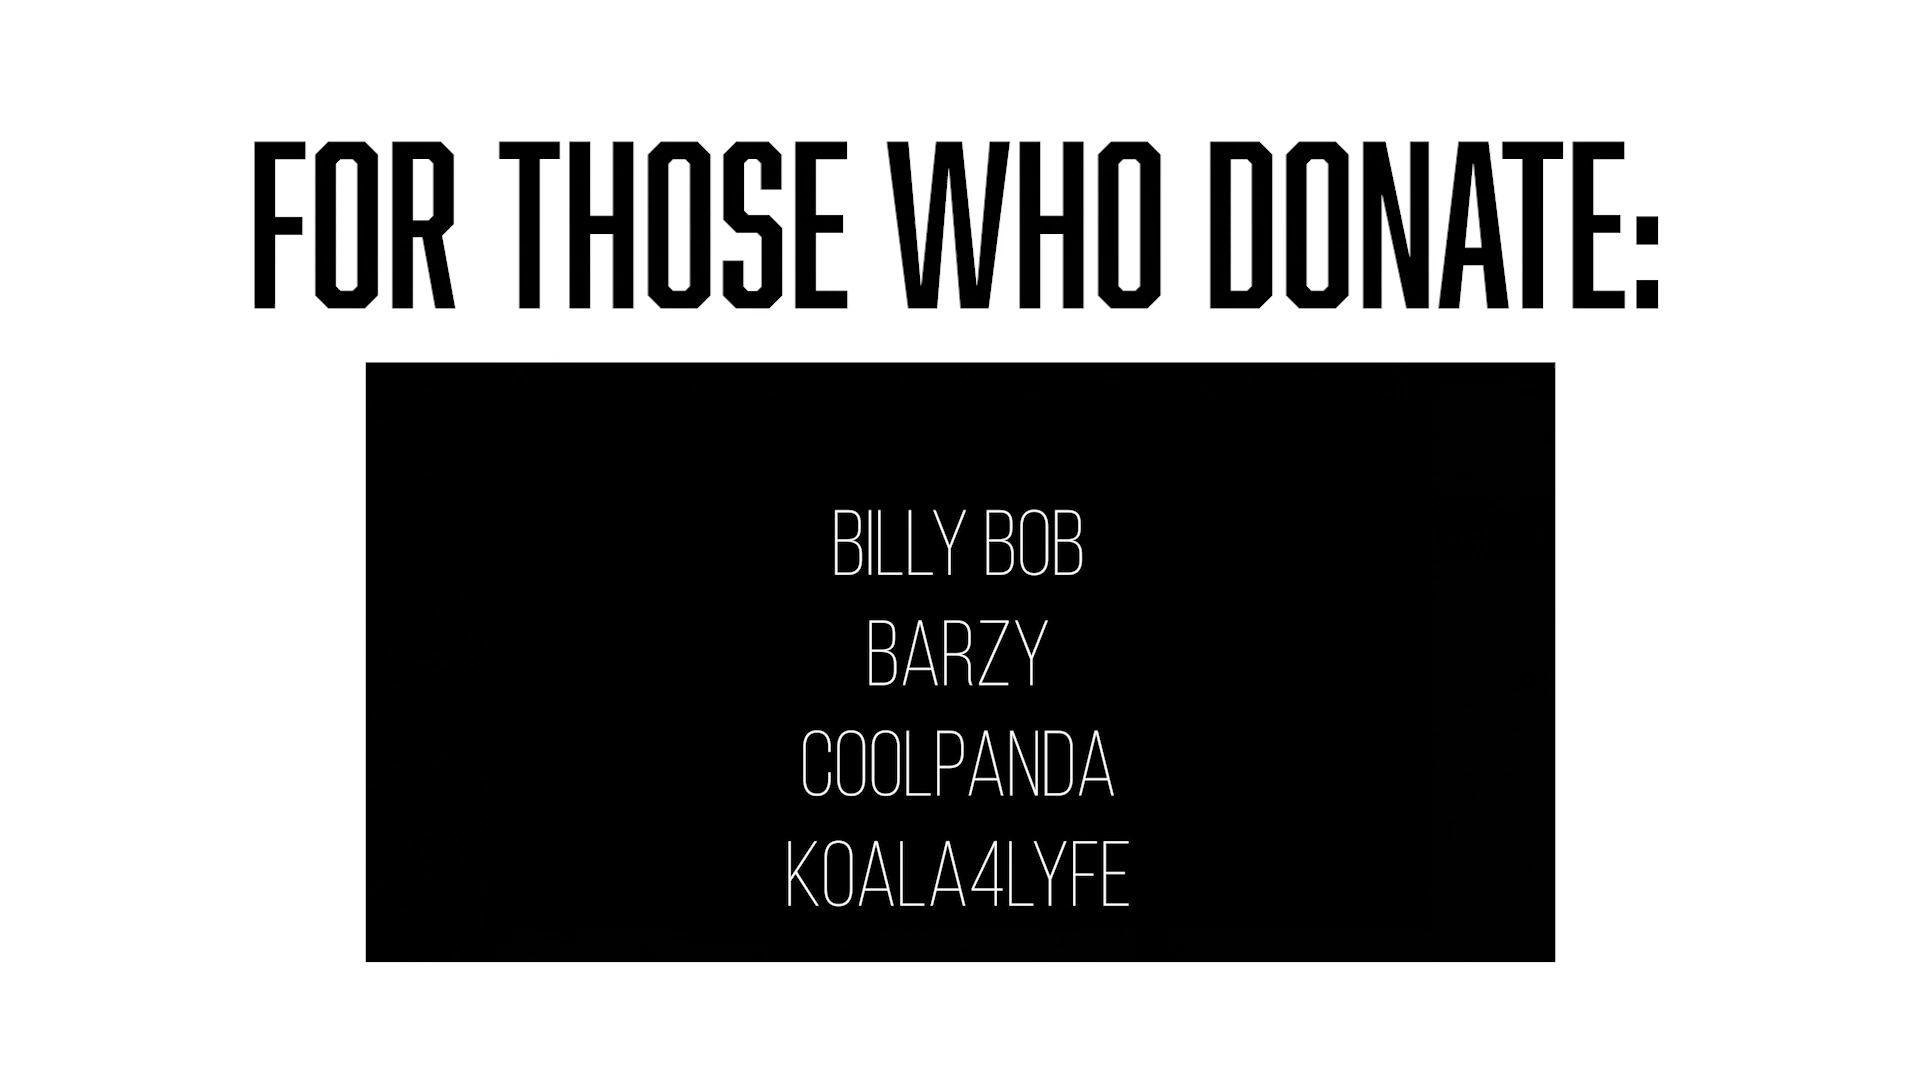 FOR THOSE WHO DONATE:
BILLY BOB
BARZY
COOLPANDA
KOALA4LYFE